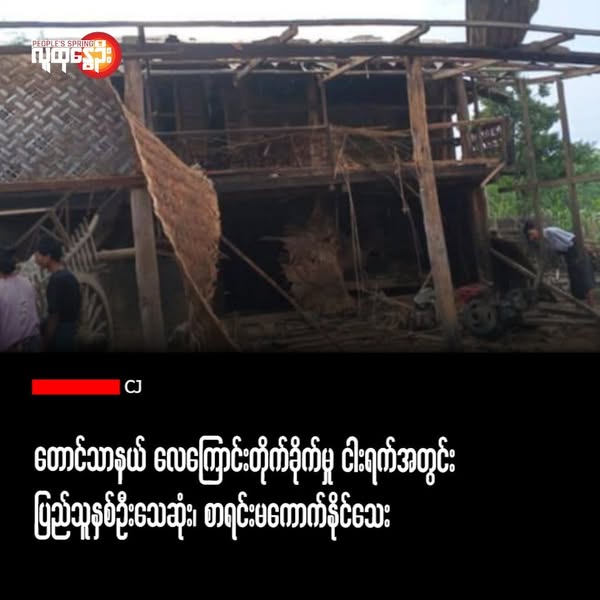 PEOPLE'S SPRING
လူထုနွေဦး
CJ
တောင်သာနယ် လေကြောင်းတိုက်ခိုက်မှု ငါးရက်အတွင်း
ပြည်သူနှစ်ဦးသေဆုံး၊ စာရင်းမကောက်နိုင်သေး